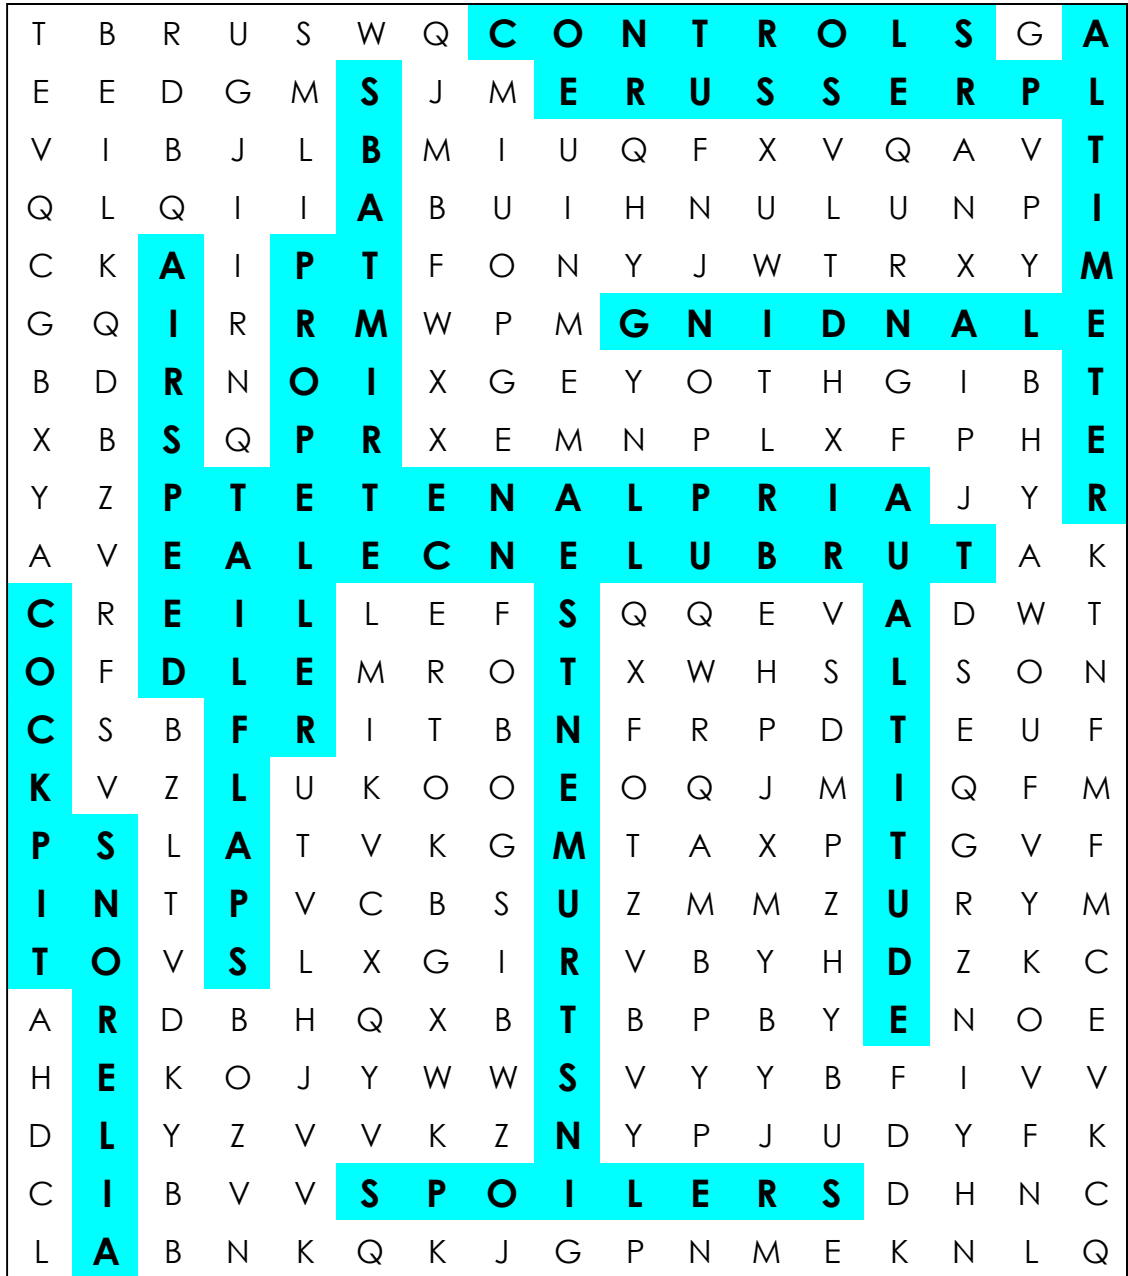 T B R U S W Q C O N T R O L S G A
E E D G M S J M E R U S S E R P L
V I B J L B M I U Q F X V Q A V T
Q L Q I I A B U I H N U L U N P I
C K A I P T F O N Y J W T R X Y M
G Q I R R M W P M G N I D N A L E
B D R N O I X G E Y O T H G I B T
X B S Q P R X E M N P L X F P H E
Y Z P T E T E N A L P R I A J Y R
A V E A L E C N E L U B R U T A K
C R E I L L E F S Q Q E V A D W T
O F D L E M R O T X W H S L S O N
C S B F R I T B N F R P D T E U F
K V Z L U K O O E O Q J M I Q F M
P S L A T V K G M T A X P T G V F
I N T P V C B S U Z M M Z U R Y M
T O V S L X G I R V B Y H D Z K C
A R D B H Q X B T B P B Y E N O E
H E K O J Y W W S V Y Y B F I V V
D L Y Z V V K Z N Y P J U D Y F K
C I B V V S P O I L E R S D H N C
L A B N K Q K J G P N M E K N L Q